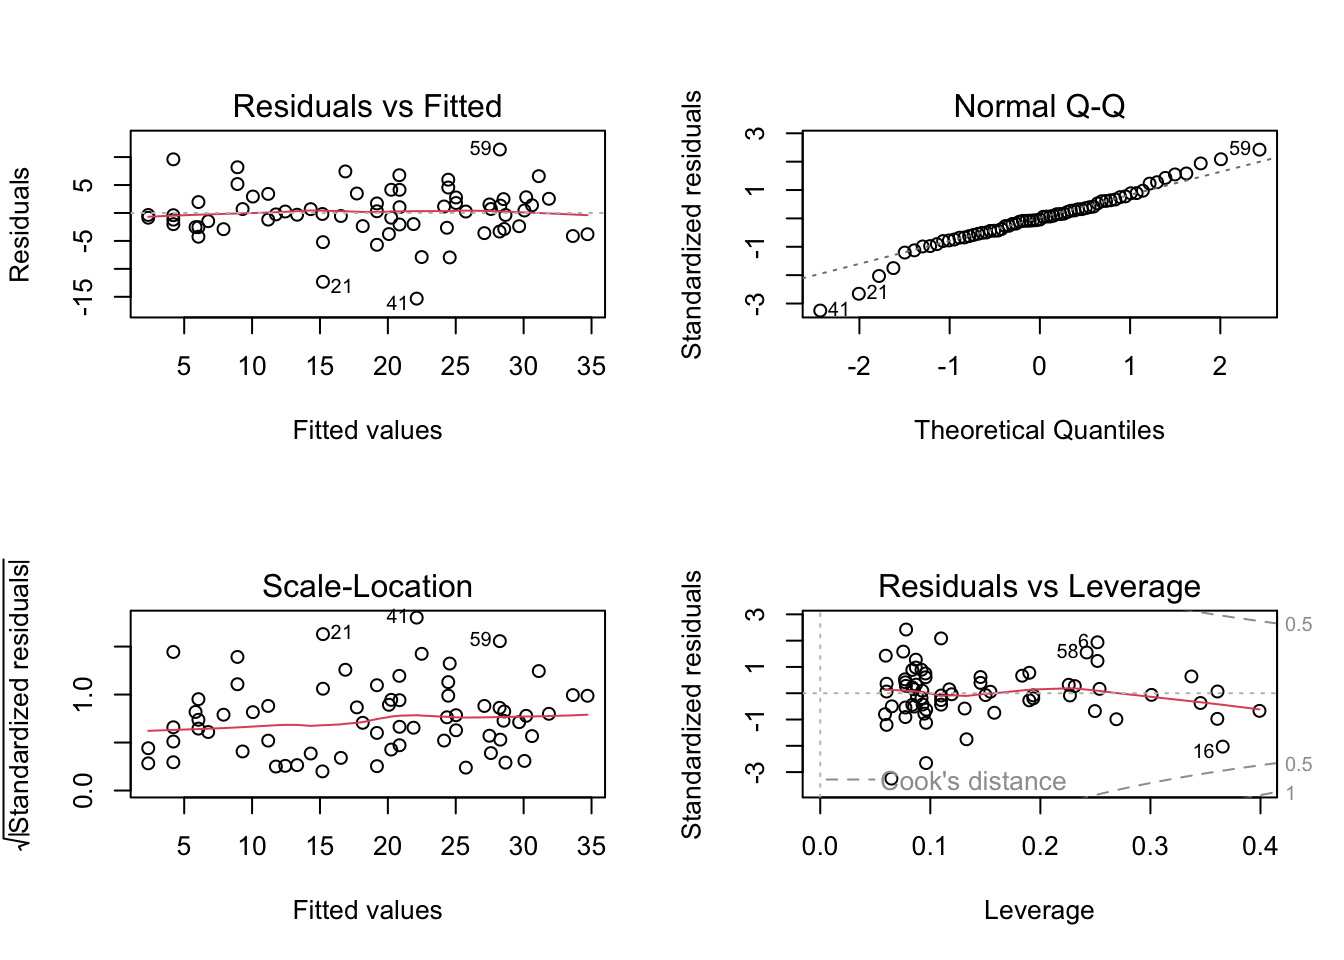 Residuals vs Fitted
Residuals
5
-5
-15
59
21
41
5 10 15 20 25 30 35
Fitted values
Normal Q-Q
Standardized residuals
3
1
-1
-3
59
21
41
-2 -1 0 1 2
Theoretical Quantiles
Scale-Location
√|Standardized residuals|
1.0
0.0
41
21
59
5 10 15 20 25 30 35
Fitted values
Residuals vs Leverage
Standardized residuals
3
1
-1
-3
6
58
16
0.5
0.5
1
Cook's distance
0.0 0.1 0.2 0.3 0.4
Leverage